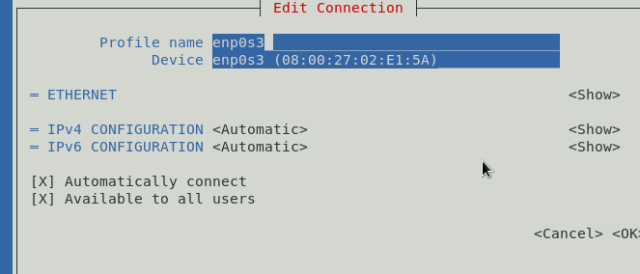 Edit Connection
Profile name enp0s3
Device enp0s3 (08:00:27:02:E1:5A)
= ETHERNET <Show>
= IPv4 CONFIGURATION <Automatic> <Show>
= IPv6 CONFIGURATION <Automatic> <Show>
[X] Automatically connect
[X] Available to all users
<Cancel> <OK